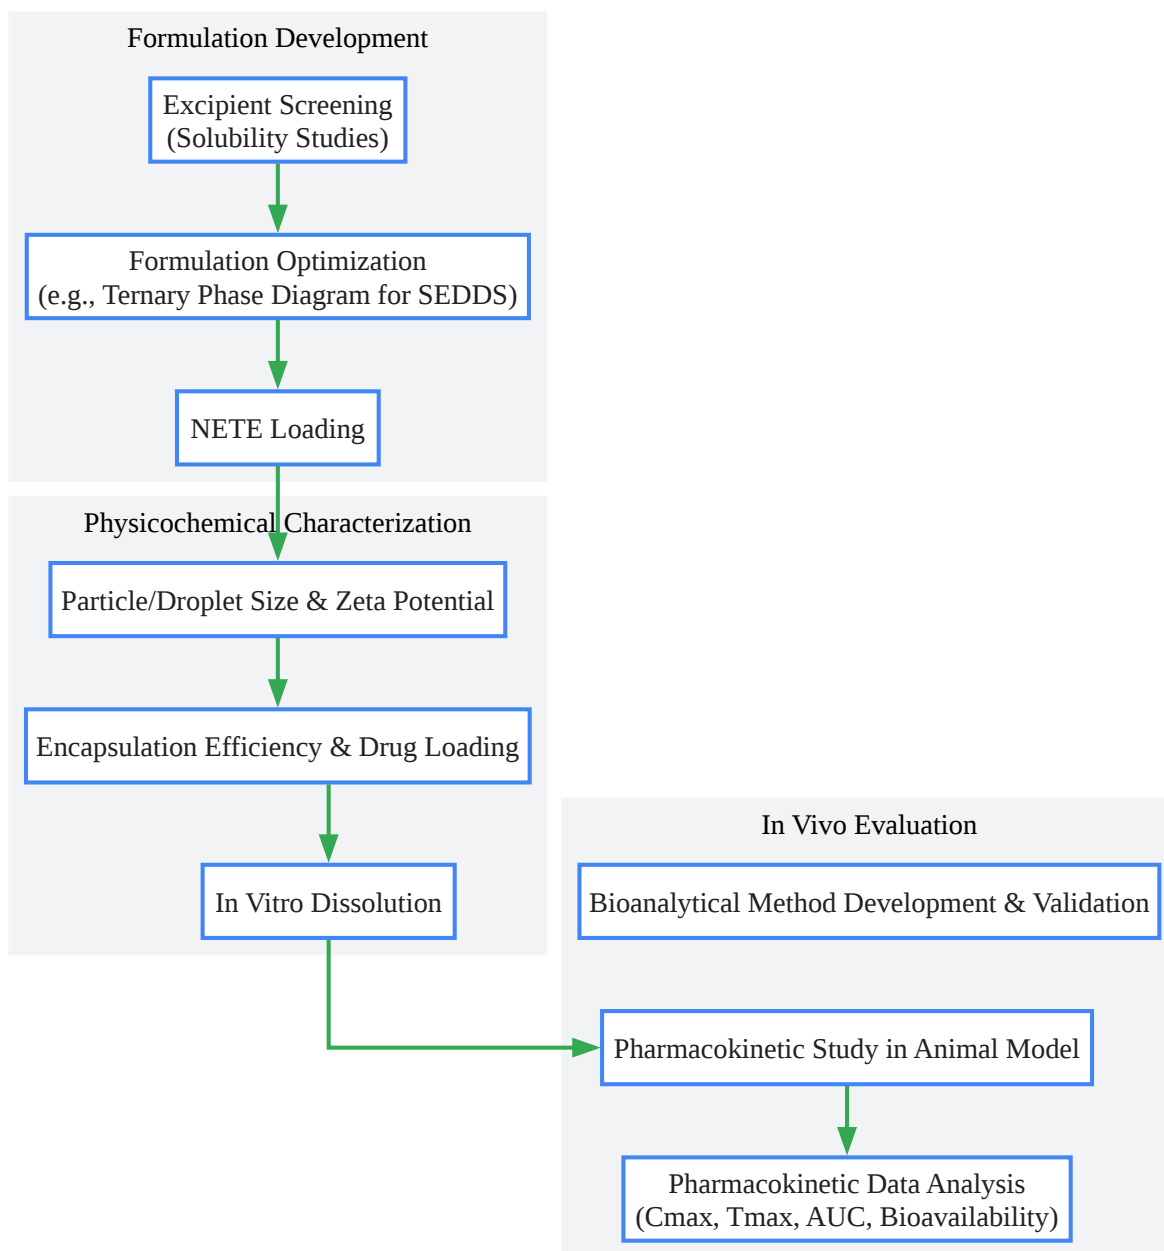 Formulation Development
Excipient Screening
(Solubility Studies)
Formulation Optimization
(e.g., Ternary Phase Diagram for SEDDS)
NETE Loading
Physicochemical Characterization
Particle/Droplet Size & Zeta Potential
Encapsulation Efficiency & Drug Loading
In Vitro Dissolution
In Vivo Evaluation
Bioanalytical Method Development & Validation
Pharmacokinetic Study in Animal Model
Pharmacokinetic Data Analysis
(Cmax, Tmax, AUC, Bioavailability)